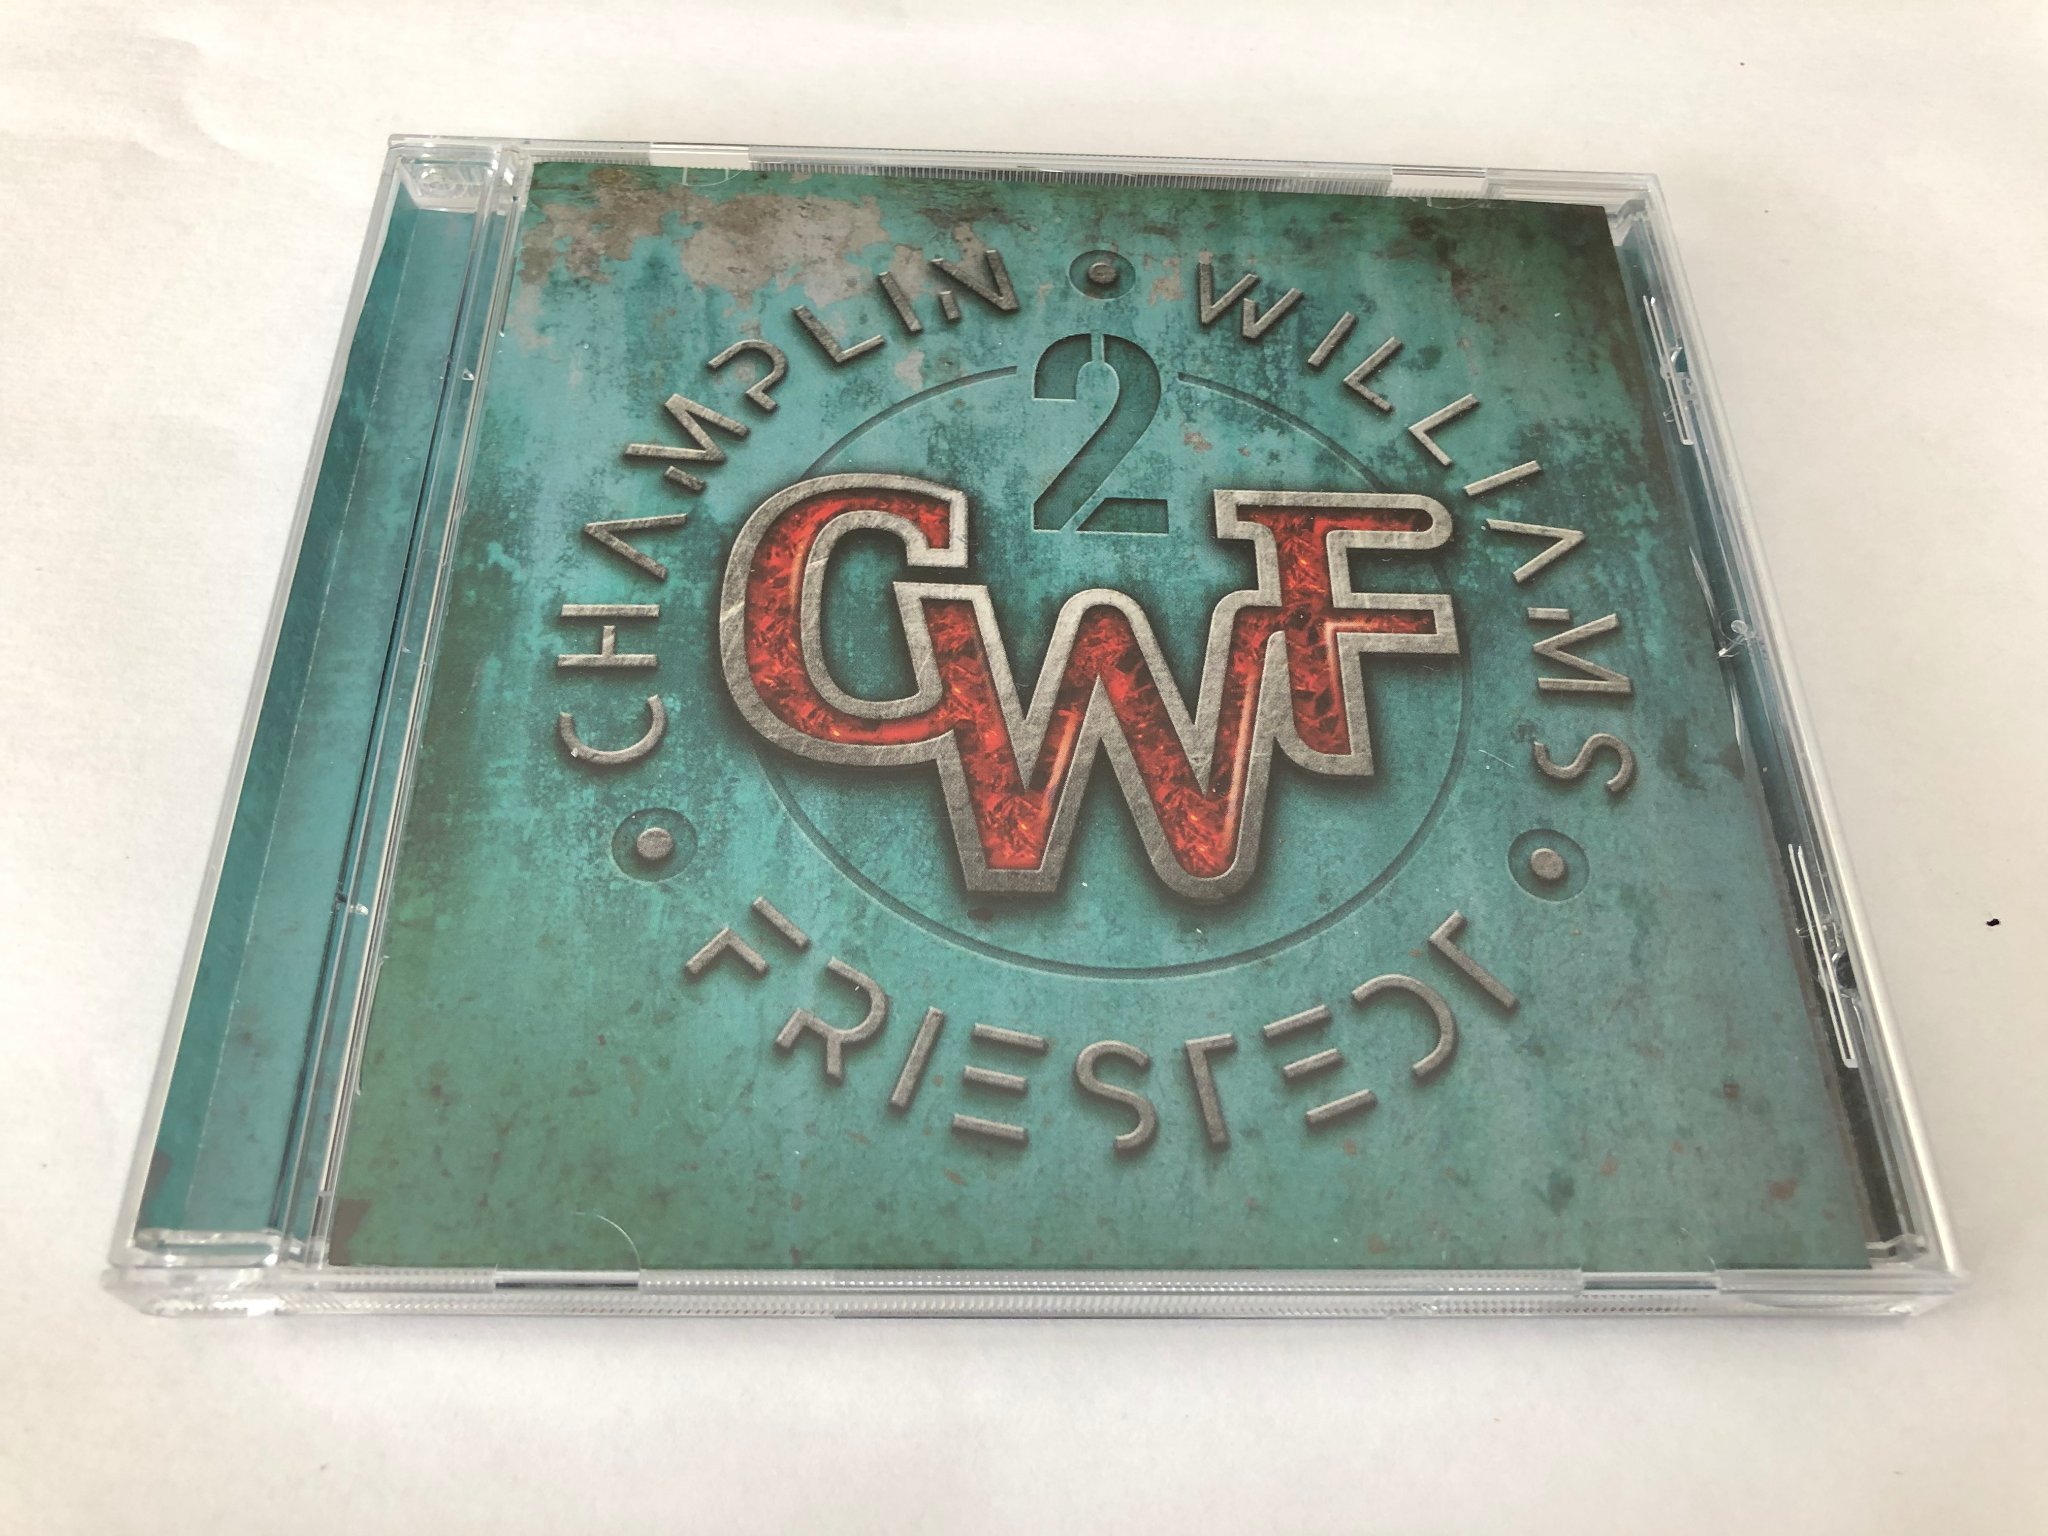 CHAMPLIN • WILLIAMS •
2
CWF
FRIESTEDT •